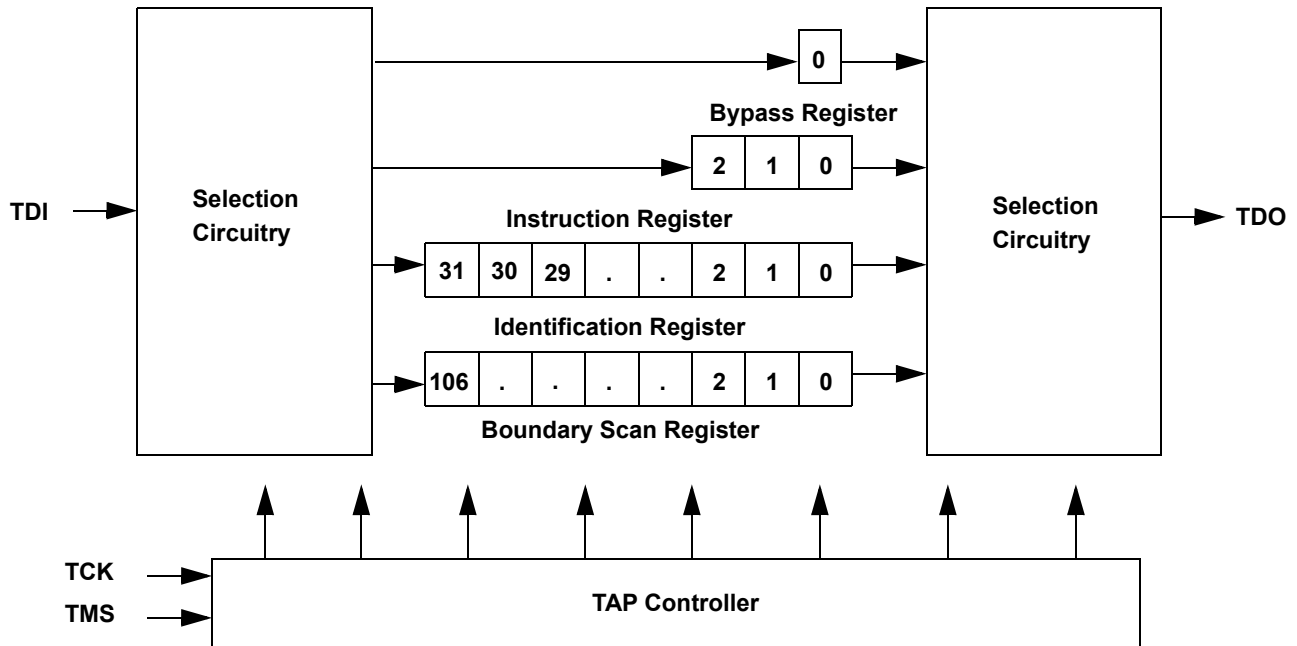 0
Bypass Register
2 1 0
Selection
Circuitry
Selection
Circuitry
TDI
TDO
Instruction Register
31 30 29 . . 2 1 0
Identification Register
106 . . . . 2 1 0
Boundary Scan Register
TCK
TMS
TAP Controller